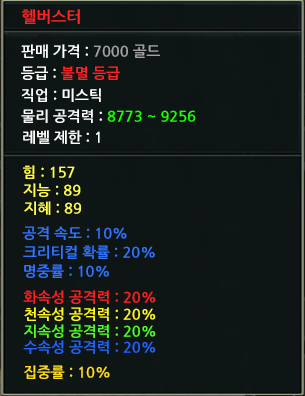 헬버스터
판매 가격 : 7000 골드
등급 : 불멸 등급
직업 : 미스틱
물리 공격력 : 8773 ~ 9256
레벨 제한 : 1
힘 : 157
지능 : 89
지혜 : 89
공격 속도 : 10%
크리티컬 확률 : 20%
명중률 : 10%
화속성 공격력 : 20%
천속성 공격력 : 20%
지속성 공격력 : 20%
수속성 공격력 : 20%
집중률 : 10%